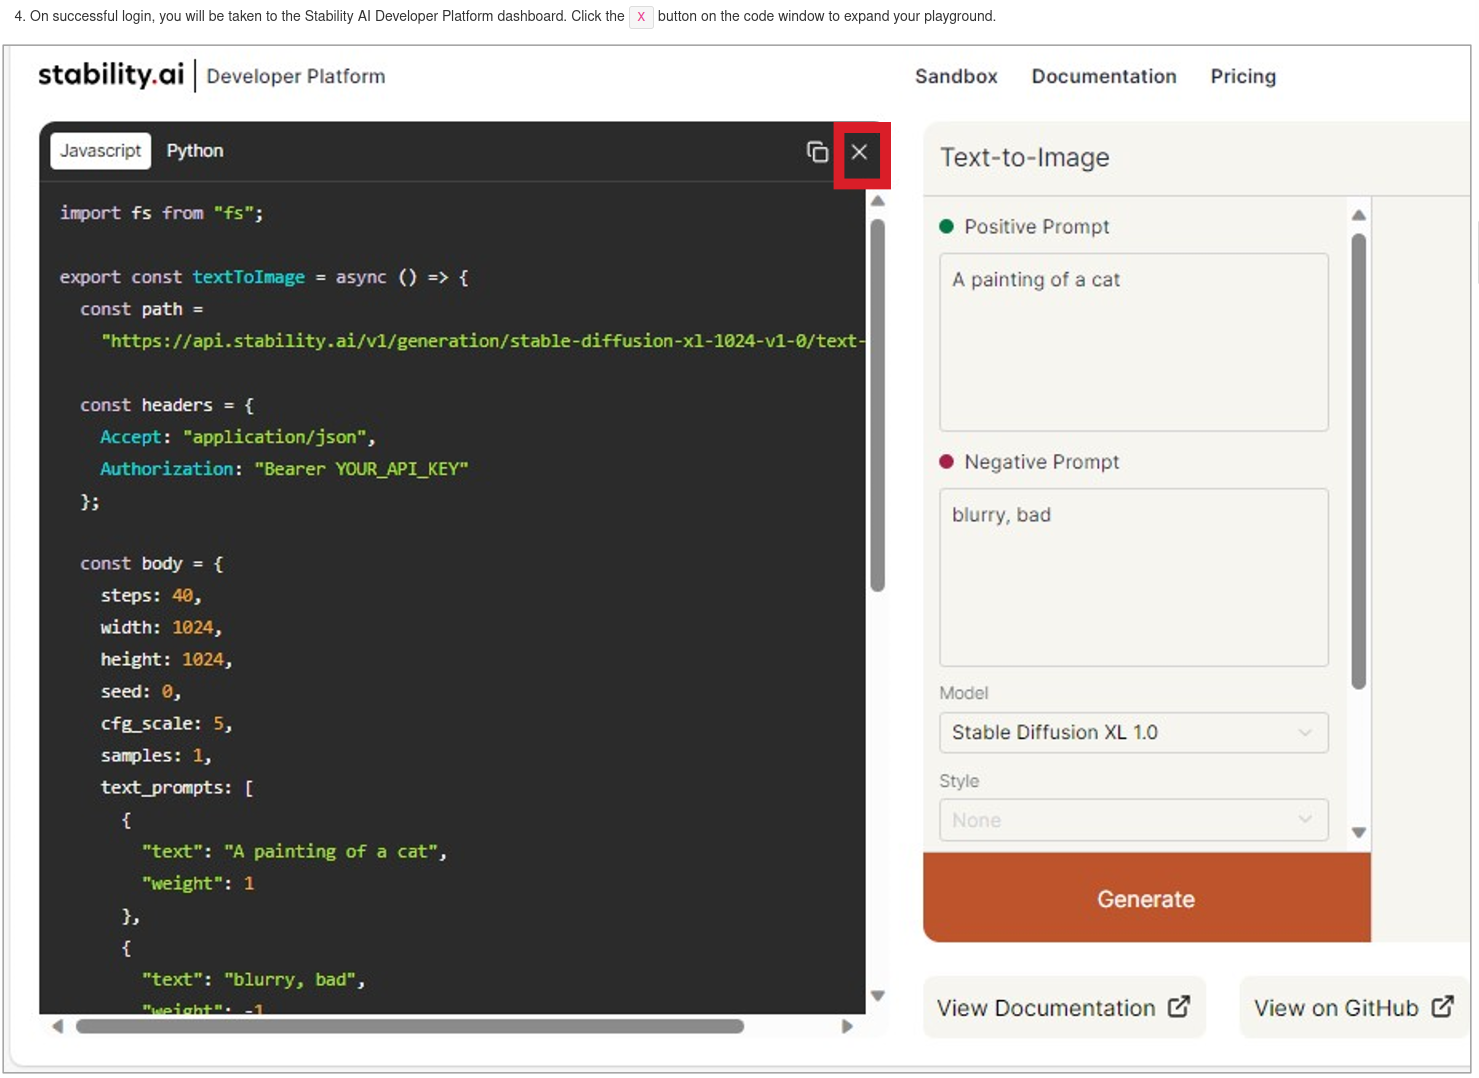 4. On successful login, you will be taken to the Stability AI Developer Platform dashboard. Click the X button on the code window to expand your playground.
stability.ai | Developer Platform
Sandbox Documentation Pricing
Javascript Python
import fs from "fs";
export const textToImage = async () => {
const path =
"https://api.stability.ai/v1/generation/stable-diffusion-xl-1024-v1-0/text-
const headers = {
Accept: "application/json",
Authorization: "Bearer YOUR_API_KEY"
};
const body = {
steps: 40,
width: 1024,
height: 1024,
seed: 0,
cfg_scale: 5,
samples: 1,
text_prompts: [
{
"text": "A painting of a cat",
"weight": 1
},
{
"text": "blurry, bad",
"weight": -1
Text-to-Image
Positive Prompt
A painting of a cat
Negative Prompt
blurry, bad
Model
Stable Diffusion XL 1.0
Style
None
Generate
View Documentation
View on GitHub